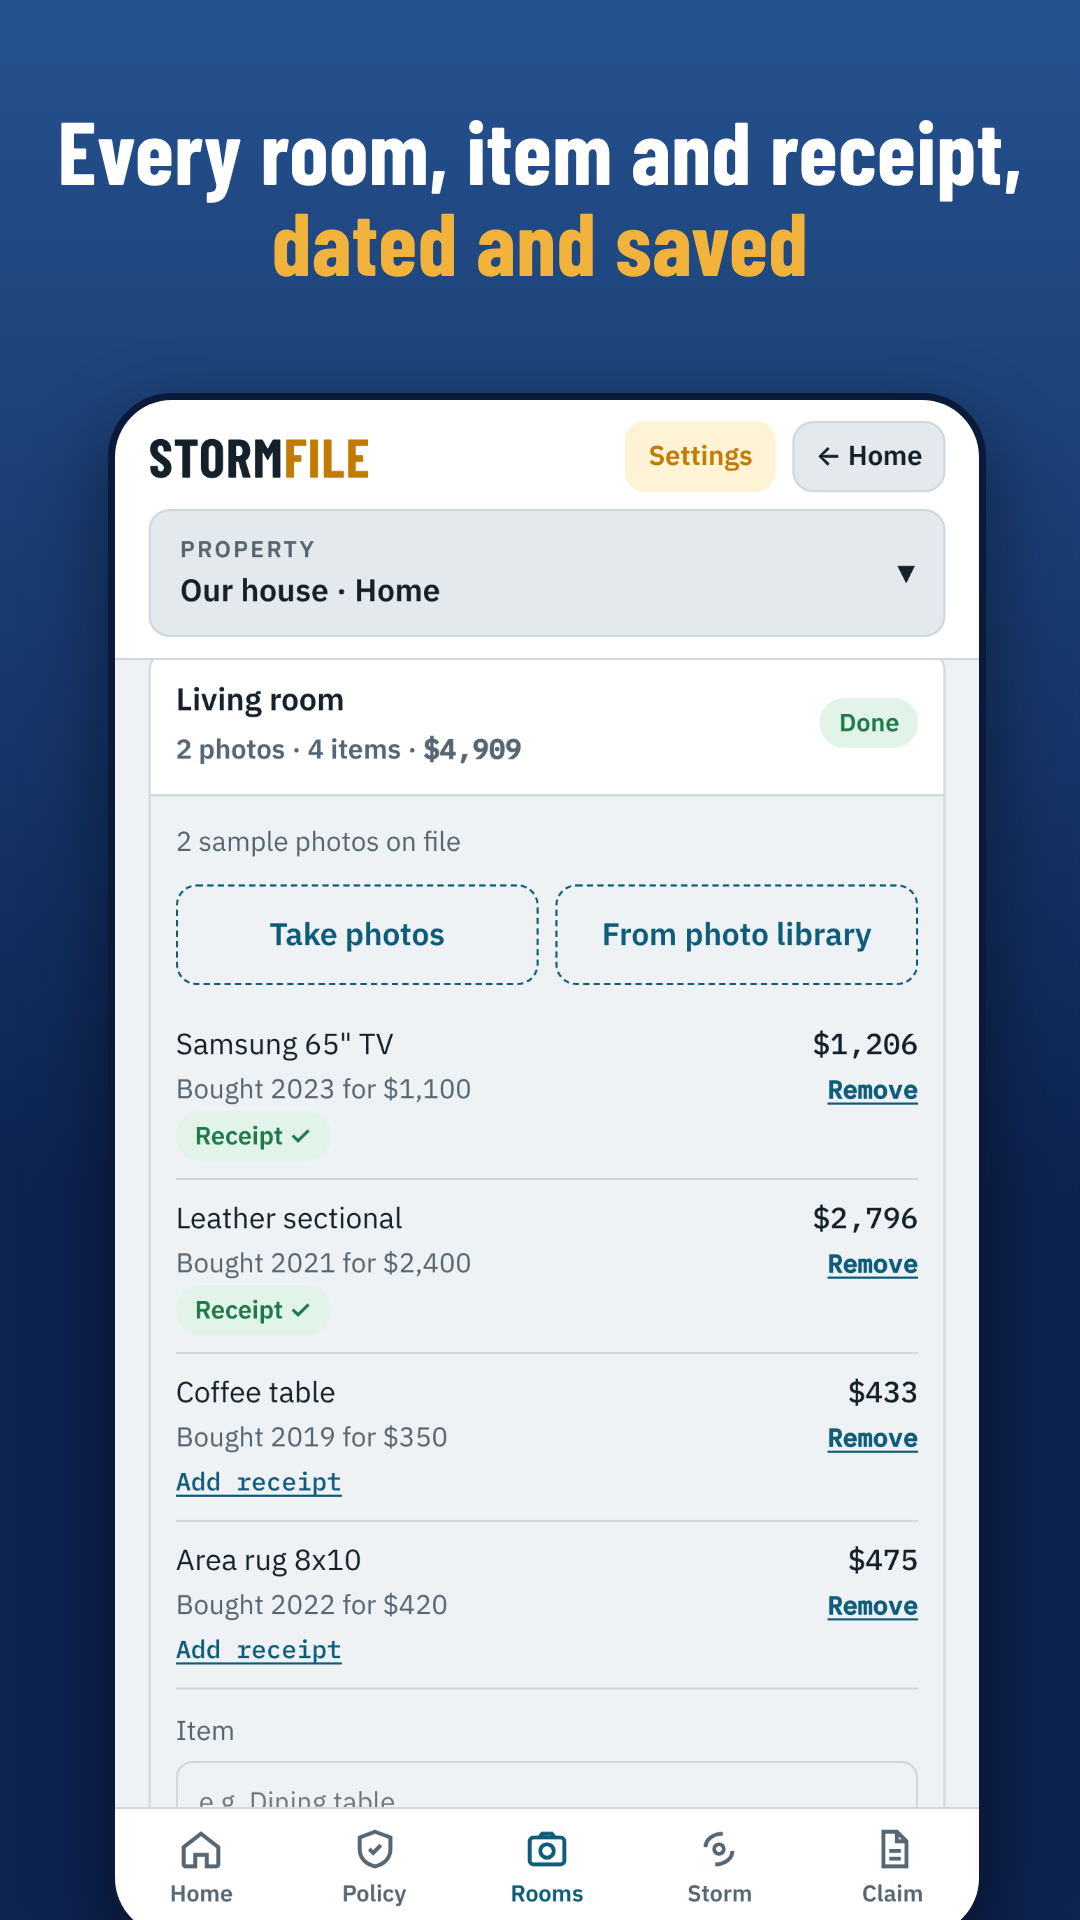 Every room, item and receipt,
dated and saved
STORMFILE
Settings
← Home
PROPERTY
Our house · Home
▼
Living room
2 photos · 4 items · $4,909
Done
2 sample photos on file
Take photos
From photo library
Samsung 65" TV
$1,206
Bought 2023 for $1,100
Remove
Receipt ✓
Leather sectional
$2,796
Bought 2021 for $2,400
Remove
Receipt ✓
Coffee table
$433
Bought 2019 for $350
Remove
Add receipt
Area rug 8x10
$475
Bought 2022 for $420
Remove
Add receipt
Item
e.g. Dining table
Home
Policy
Rooms
Storm
Claim